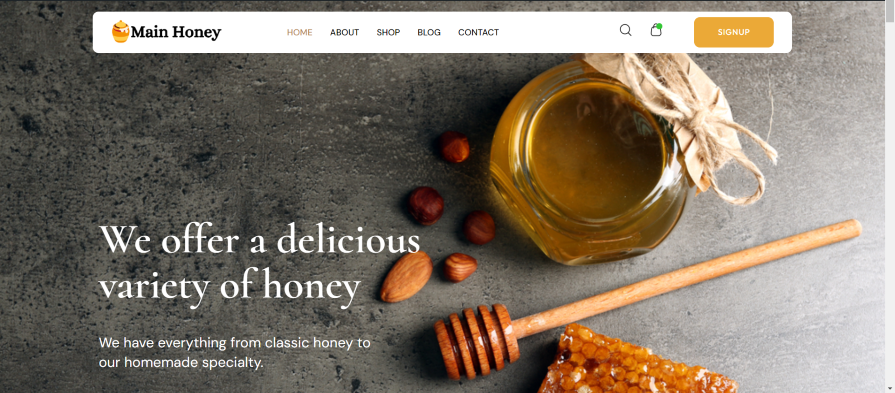 Main Honey
HOME ABOUT SHOP BLOG CONTACT SIGNUP
We offer a delicious
variety of honey
We have everything from classic honey to
our homemade specialty.